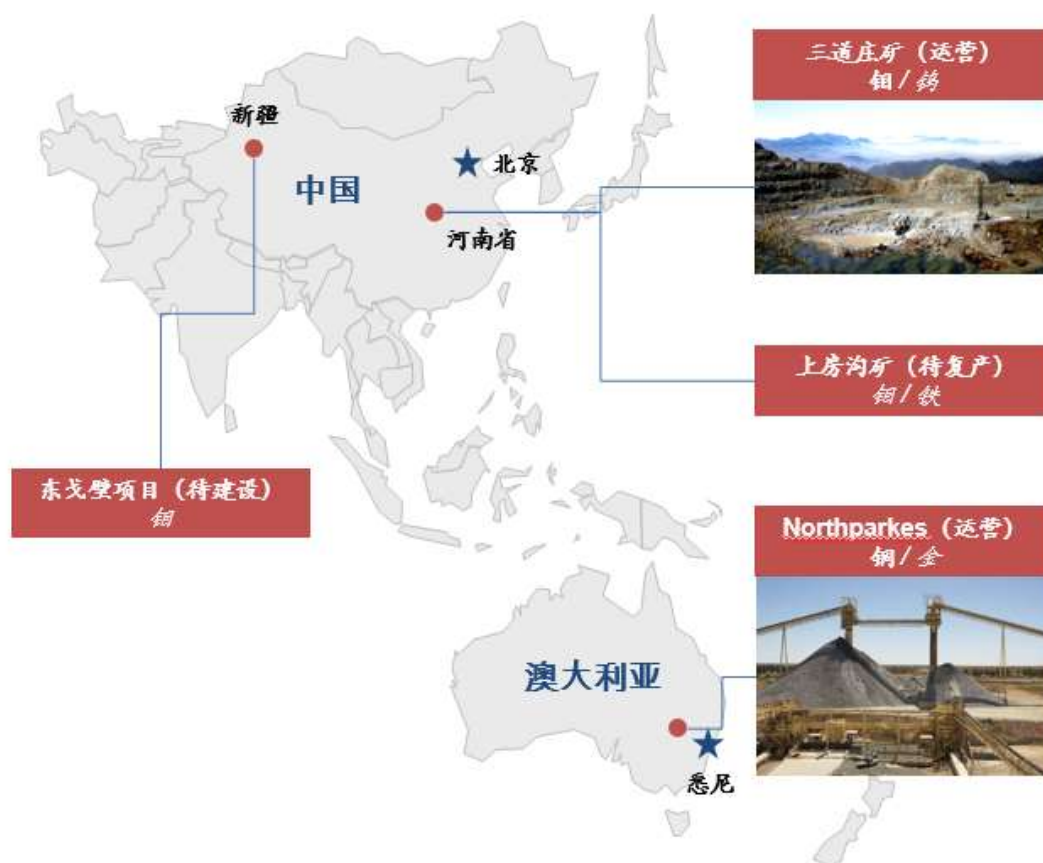 三道庄矿（运营）
钼 / 钨
新疆
北京
中国
河南省
上房沟矿（待复产）
钼 / 铁
东戈壁项目（待建设）
钼
Northparkes（运营）
铜 / 金
澳大利亚
悉尼